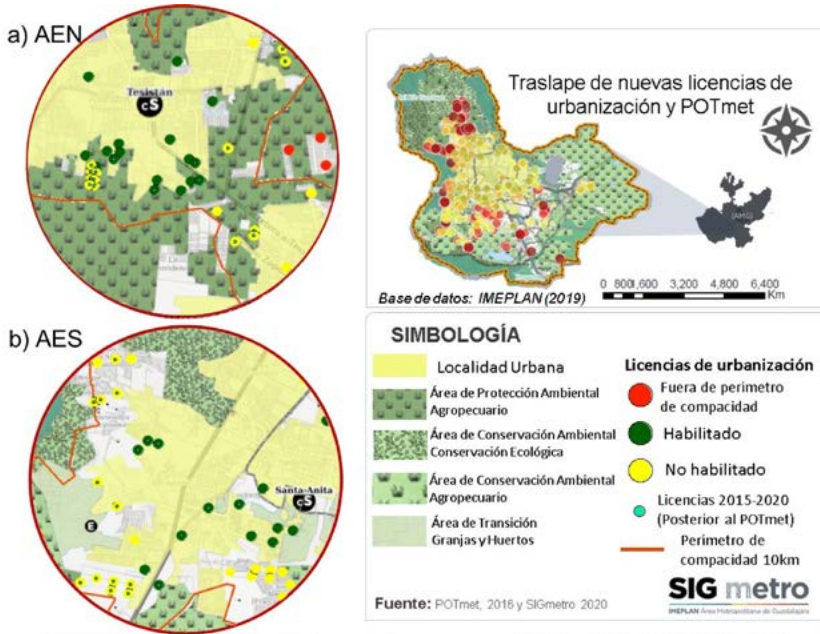 a) AEN
Tesistán
cS
b) AES
Santa-Anita
cS
E
Traslape de nuevas licencias de
urbanización y POTmet
(AMG)
Base de datos: IMEPLAN (2019)
0 800 1,600 3,200 4,800 6,400
Km
SIMBOLOGÍA
Localidad Urbana
Área de Protección Ambiental
Agropecuario
Área de Conservación Ambiental
Conservación Ecológica
Área de Conservación Ambiental
Agropecuario
Área de Transición
Granjas y Huertos
Licencias de urbanización
Fuera de perimetro
de compacidad
Habilitado
No habilitado
Licencias 2015-2020
(Posterior al POTmet)
Perímetro de
compacidad 10km
Fuente: POTmet, 2016 y SIGmetro 2020
SIG metro
IMEPLAN Área Metropolitana de Guadalajara